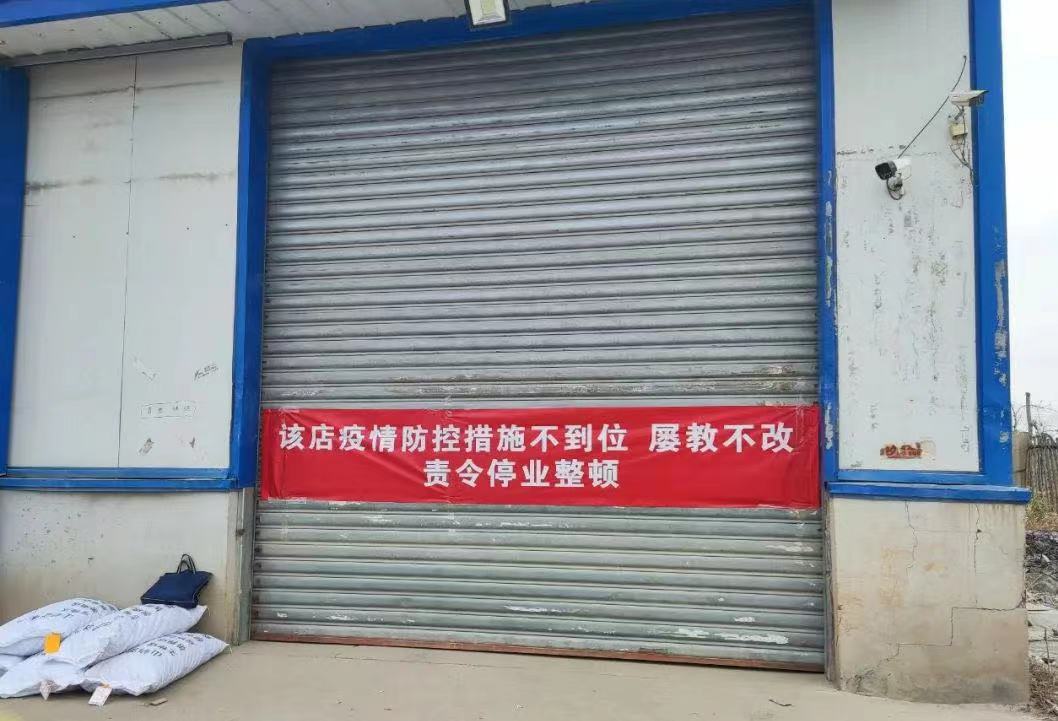 该店疫情防控措施不到位 屡教不改
责令停业整顿